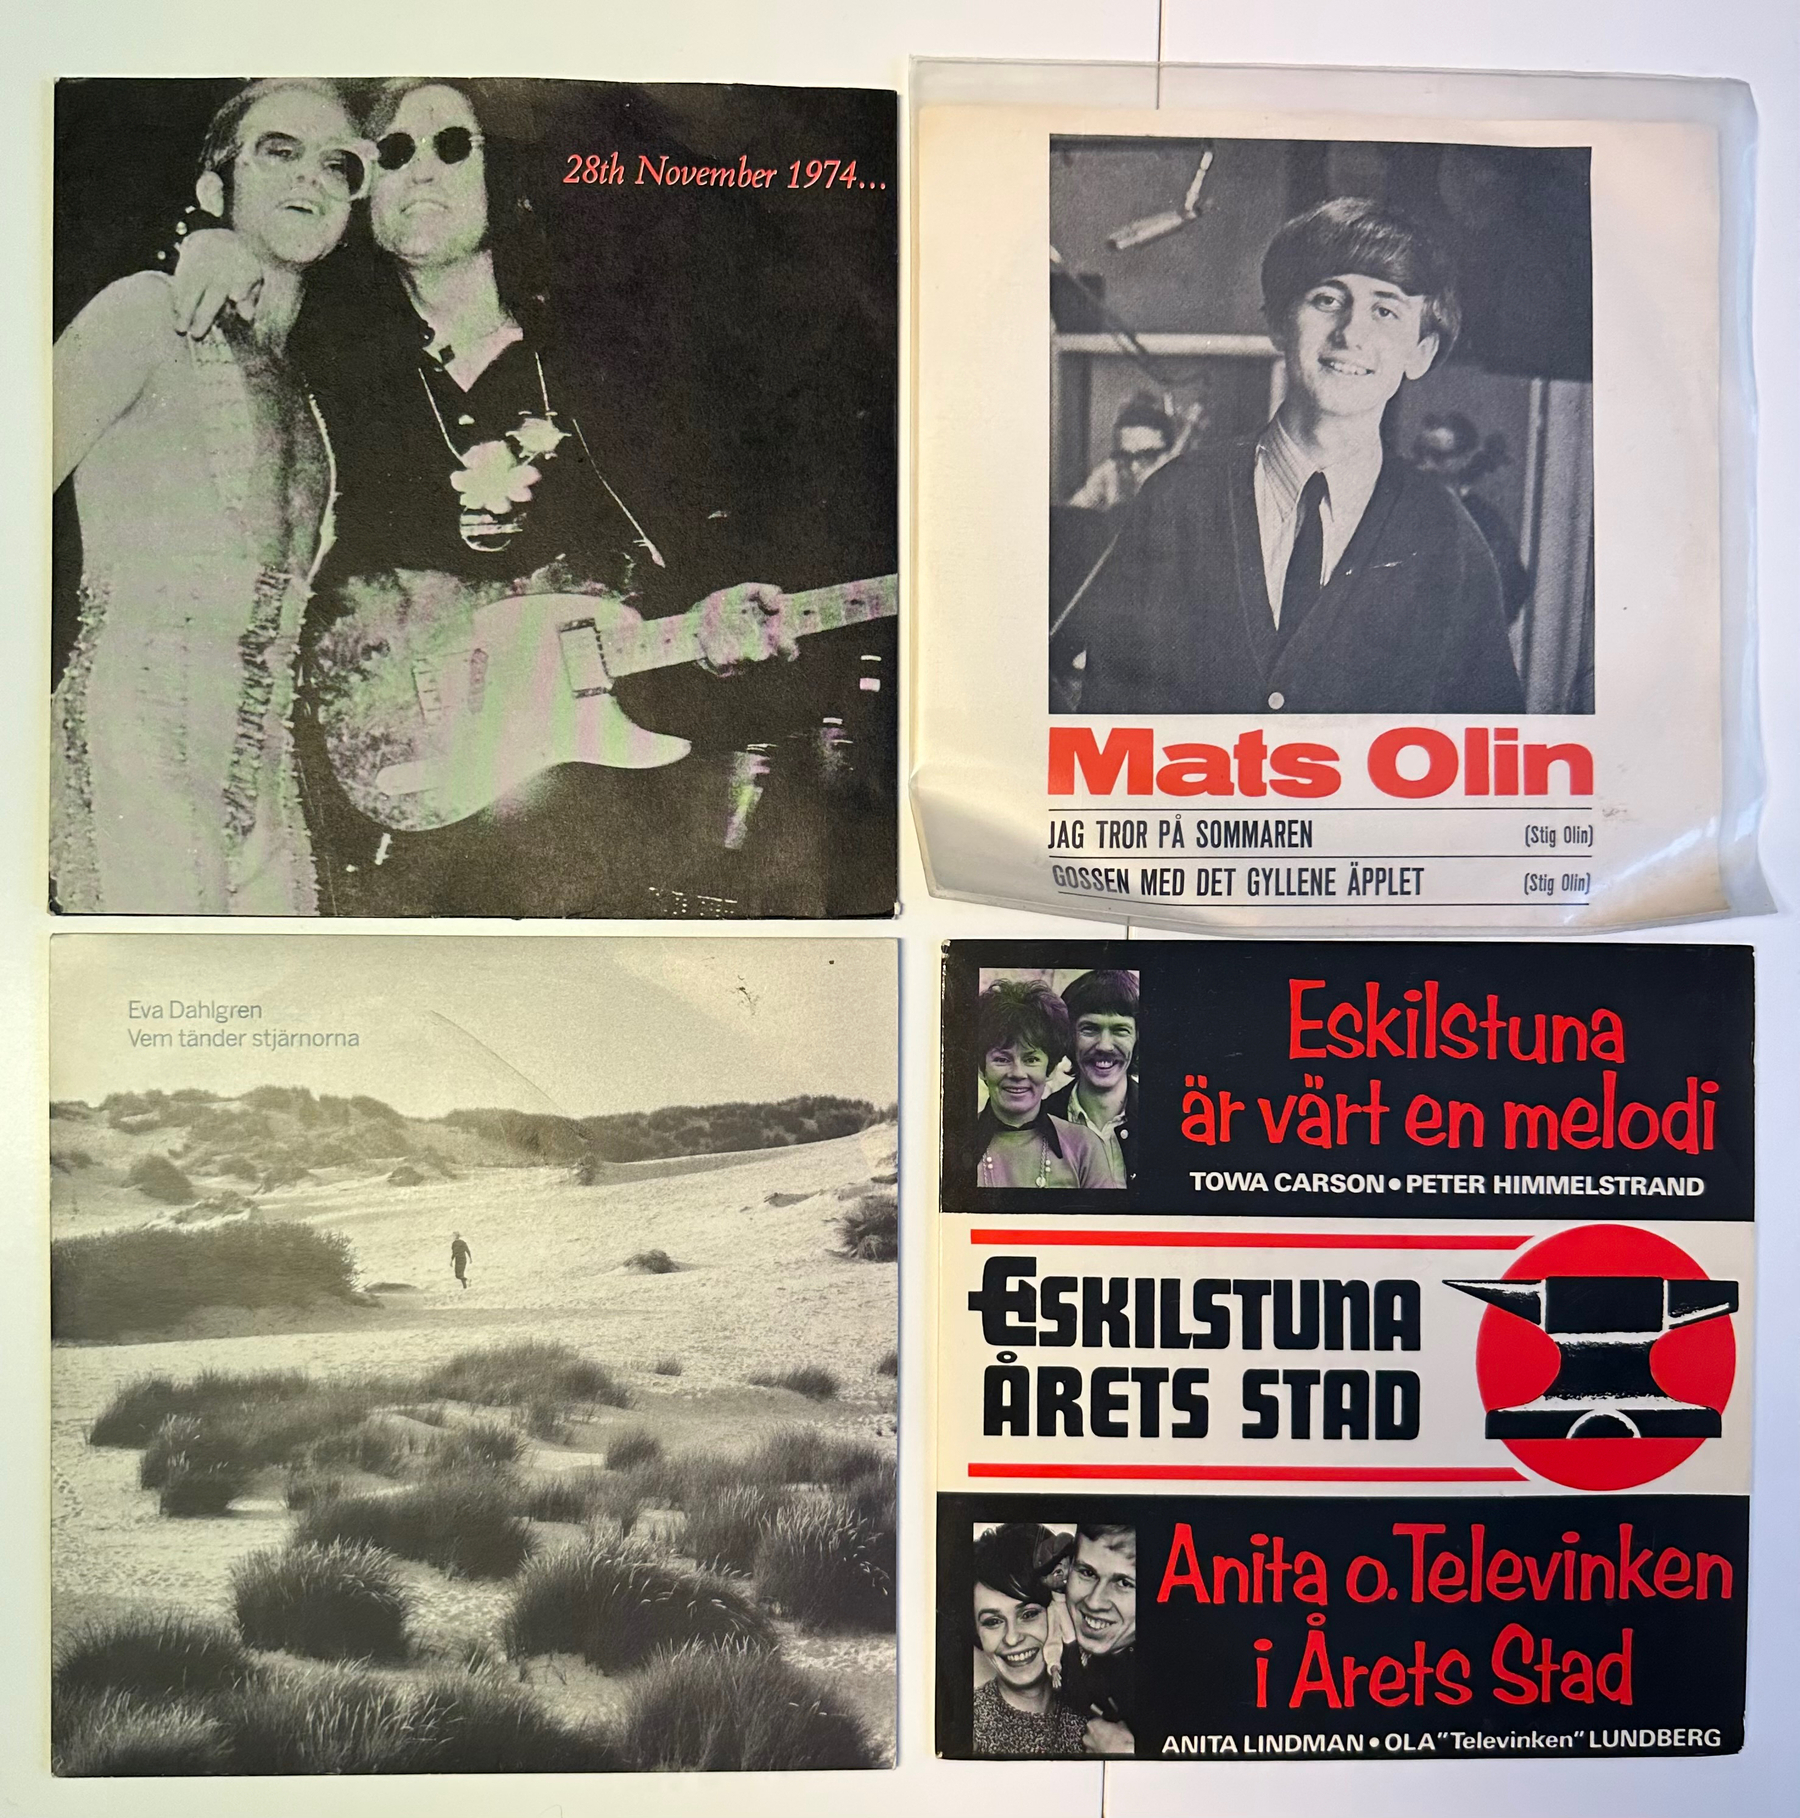 28th November 1974...
Mats Olin
JAG TROR PÅ SOMMAREN (Stig Olin)
GOSSEN MED DET GYLLENE ÄPPLET (Stig Olin)
Eva Dahlgren
Vem tänder stjärnorna
Eskilstuna
är värt en melodi
TOWA CARSON • PETER HIMMELSTRAND
ESKILSTUNA
ÅRETS STAD
Anita o. Televinken
i Årets Stad
ANITA LINDMAN • OLA "Televinken" LUNDBERG